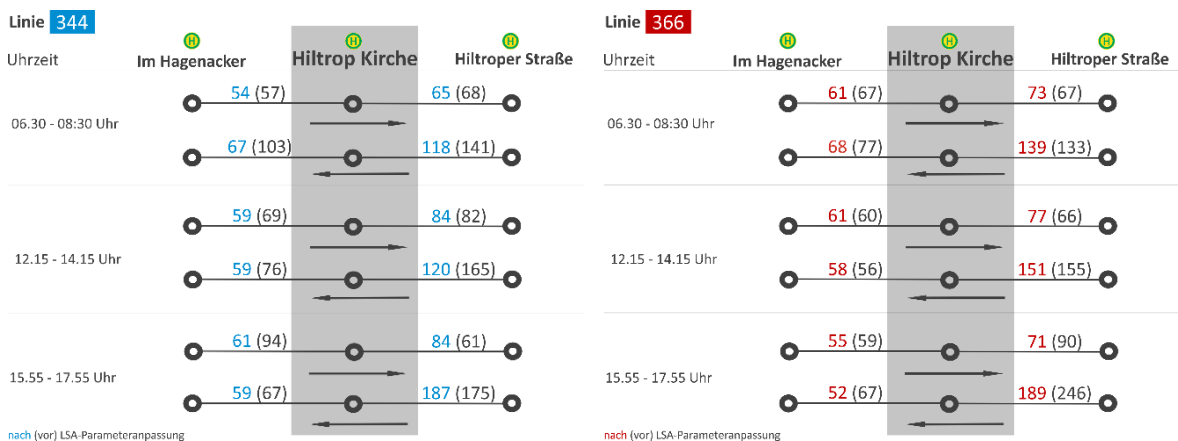 Linie 344
H H H
Uhrzeit Im Hagenacker Hiltrop Kirche Hiltroper Straße
54 (57) 65 (68)
06.30 - 08:30 Uhr
67 (103) 118 (141)
59 (69) 84 (82)
12.15 - 14.15 Uhr
59 (76) 120 (165)
61 (94) 84 (61)
15.55 - 17.55 Uhr
59 (67) 187 (175)
nach (vor) LSA-Parameteranpassung
Linie 366
H H H
Uhrzeit Im Hagenacker Hiltrop Kirche Hiltroper Straße
61 (67) 73 (67)
06.30 - 08:30 Uhr
68 (77) 139 (133)
61 (60) 77 (66)
12.15 - 14.15 Uhr
58 (56) 151 (155)
55 (59) 71 (90)
15.55 - 17.55 Uhr
52 (67) 189 (246)
nach (vor) LSA-Parameteranpassung